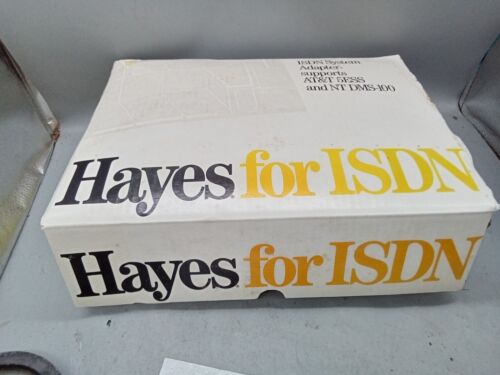 ISDN System
Adapter-
supports
AT&T 5ESS
and NT DMS-100
Hayes for ISDN
Hayes for ISDN